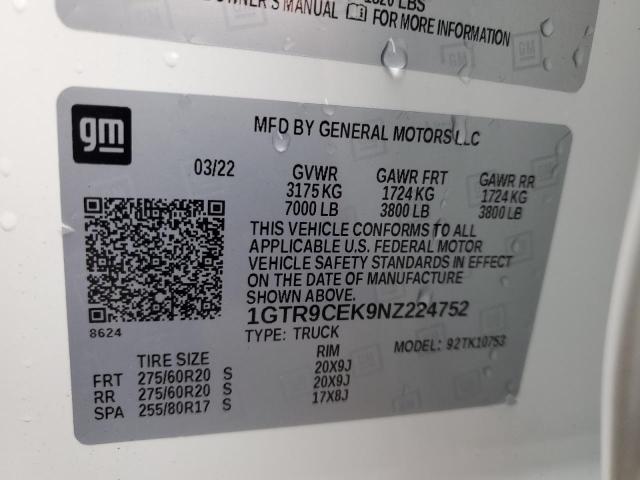 1320 LBS
OWNER'S MANUAL FOR MORE INFORMATION
gm
MFD BY GENERAL MOTORS LLC
03/22 GVWR GAWR FRT GAWR RR
3175 KG 1724 KG 1724 KG
7000 LB 3800 LB 3800 LB
THIS VEHICLE CONFORMS TO ALL
APPLICABLE U.S. FEDERAL MOTOR
VEHICLE SAFETY STANDARDS IN EFFECT
ON THE DATE OF MANUFACTURE
SHOWN ABOVE.
8624
1GTR9CEK9NZ224752
TYPE: TRUCK MODEL: 92TK10753
TIRE SIZE RIM
FRT 275/60R20 S 20X9J
RR 275/60R20 S 20X9J
SPA 255/80R17 S 17X8J